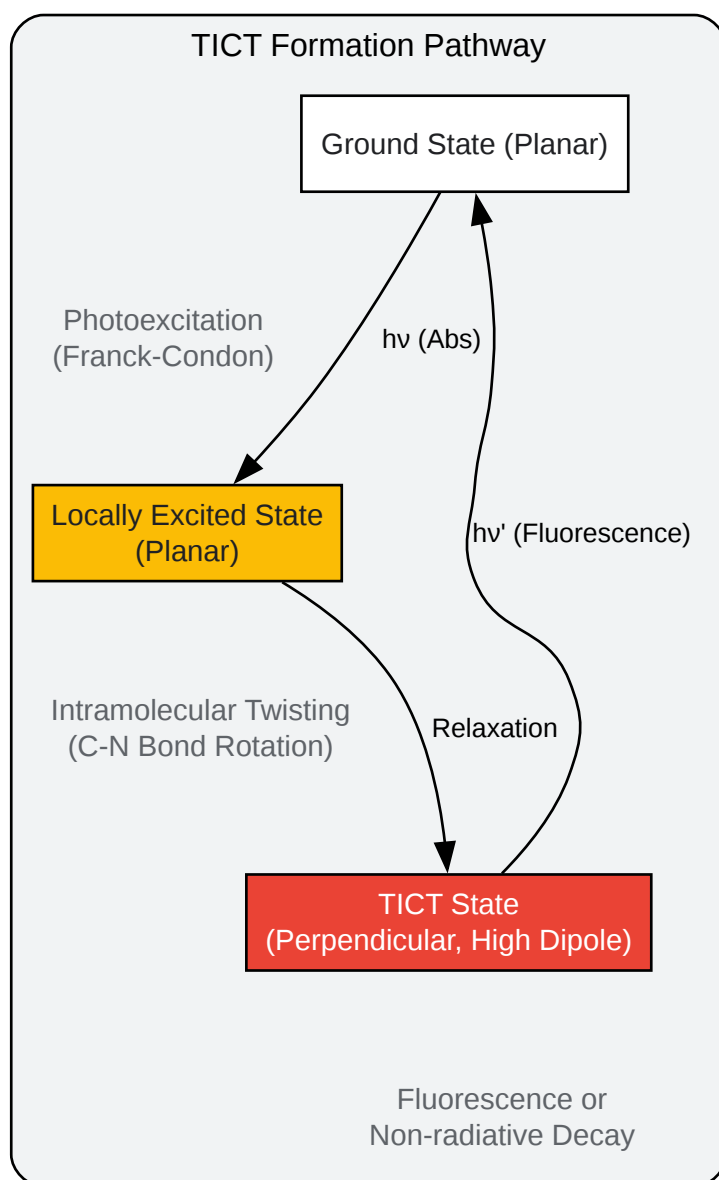 TICT Formation Pathway
Ground State (Planar)
Photoexcitation
(Franck-Condon)
hν (Abs)
Locally Excited State
(Planar)
hν' (Fluorescence)
Intramolecular Twisting
(C-N Bond Rotation)
Relaxation
TICT State
(Perpendicular, High Dipole)
Fluorescence or
Non-radiative Decay